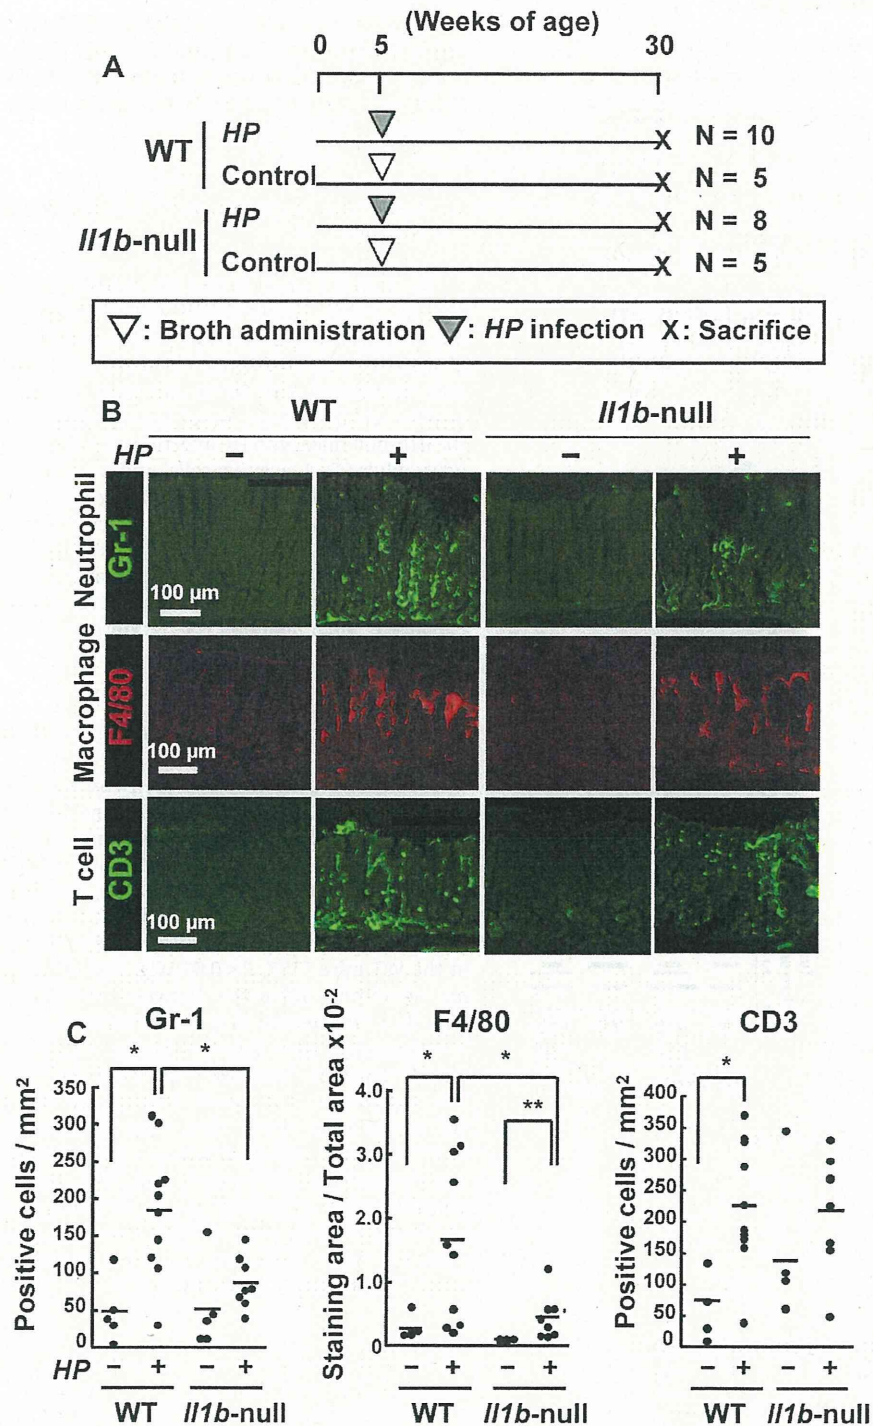 (Weeks of age)
0 5 30
A
WT
HP
N = 10
Control
N = 5
Il1b-null
HP
N = 8
Control
N = 5
: Broth administration : HP infection X: Sacrifice
B
WT Il1b-null
HP − + − +
Neutrophil
Gr-1
100 µm
Macrophage
F4/80
100 µm
T cell
CD3
100 µm
C
Gr-1
*
*
Positive cells / mm²
350
300
250
200
150
100
50
0
HP − + − +
WT Il1b-null
F4/80
*
*
**
Staining area / Total area x10⁻²
4.0
3.0
2.0
1.0
0
− + − +
WT Il1b-null
CD3
*
Positive cells / mm²
400
350
300
250
200
150
100
50
0
− + − +
WT Il1b-null